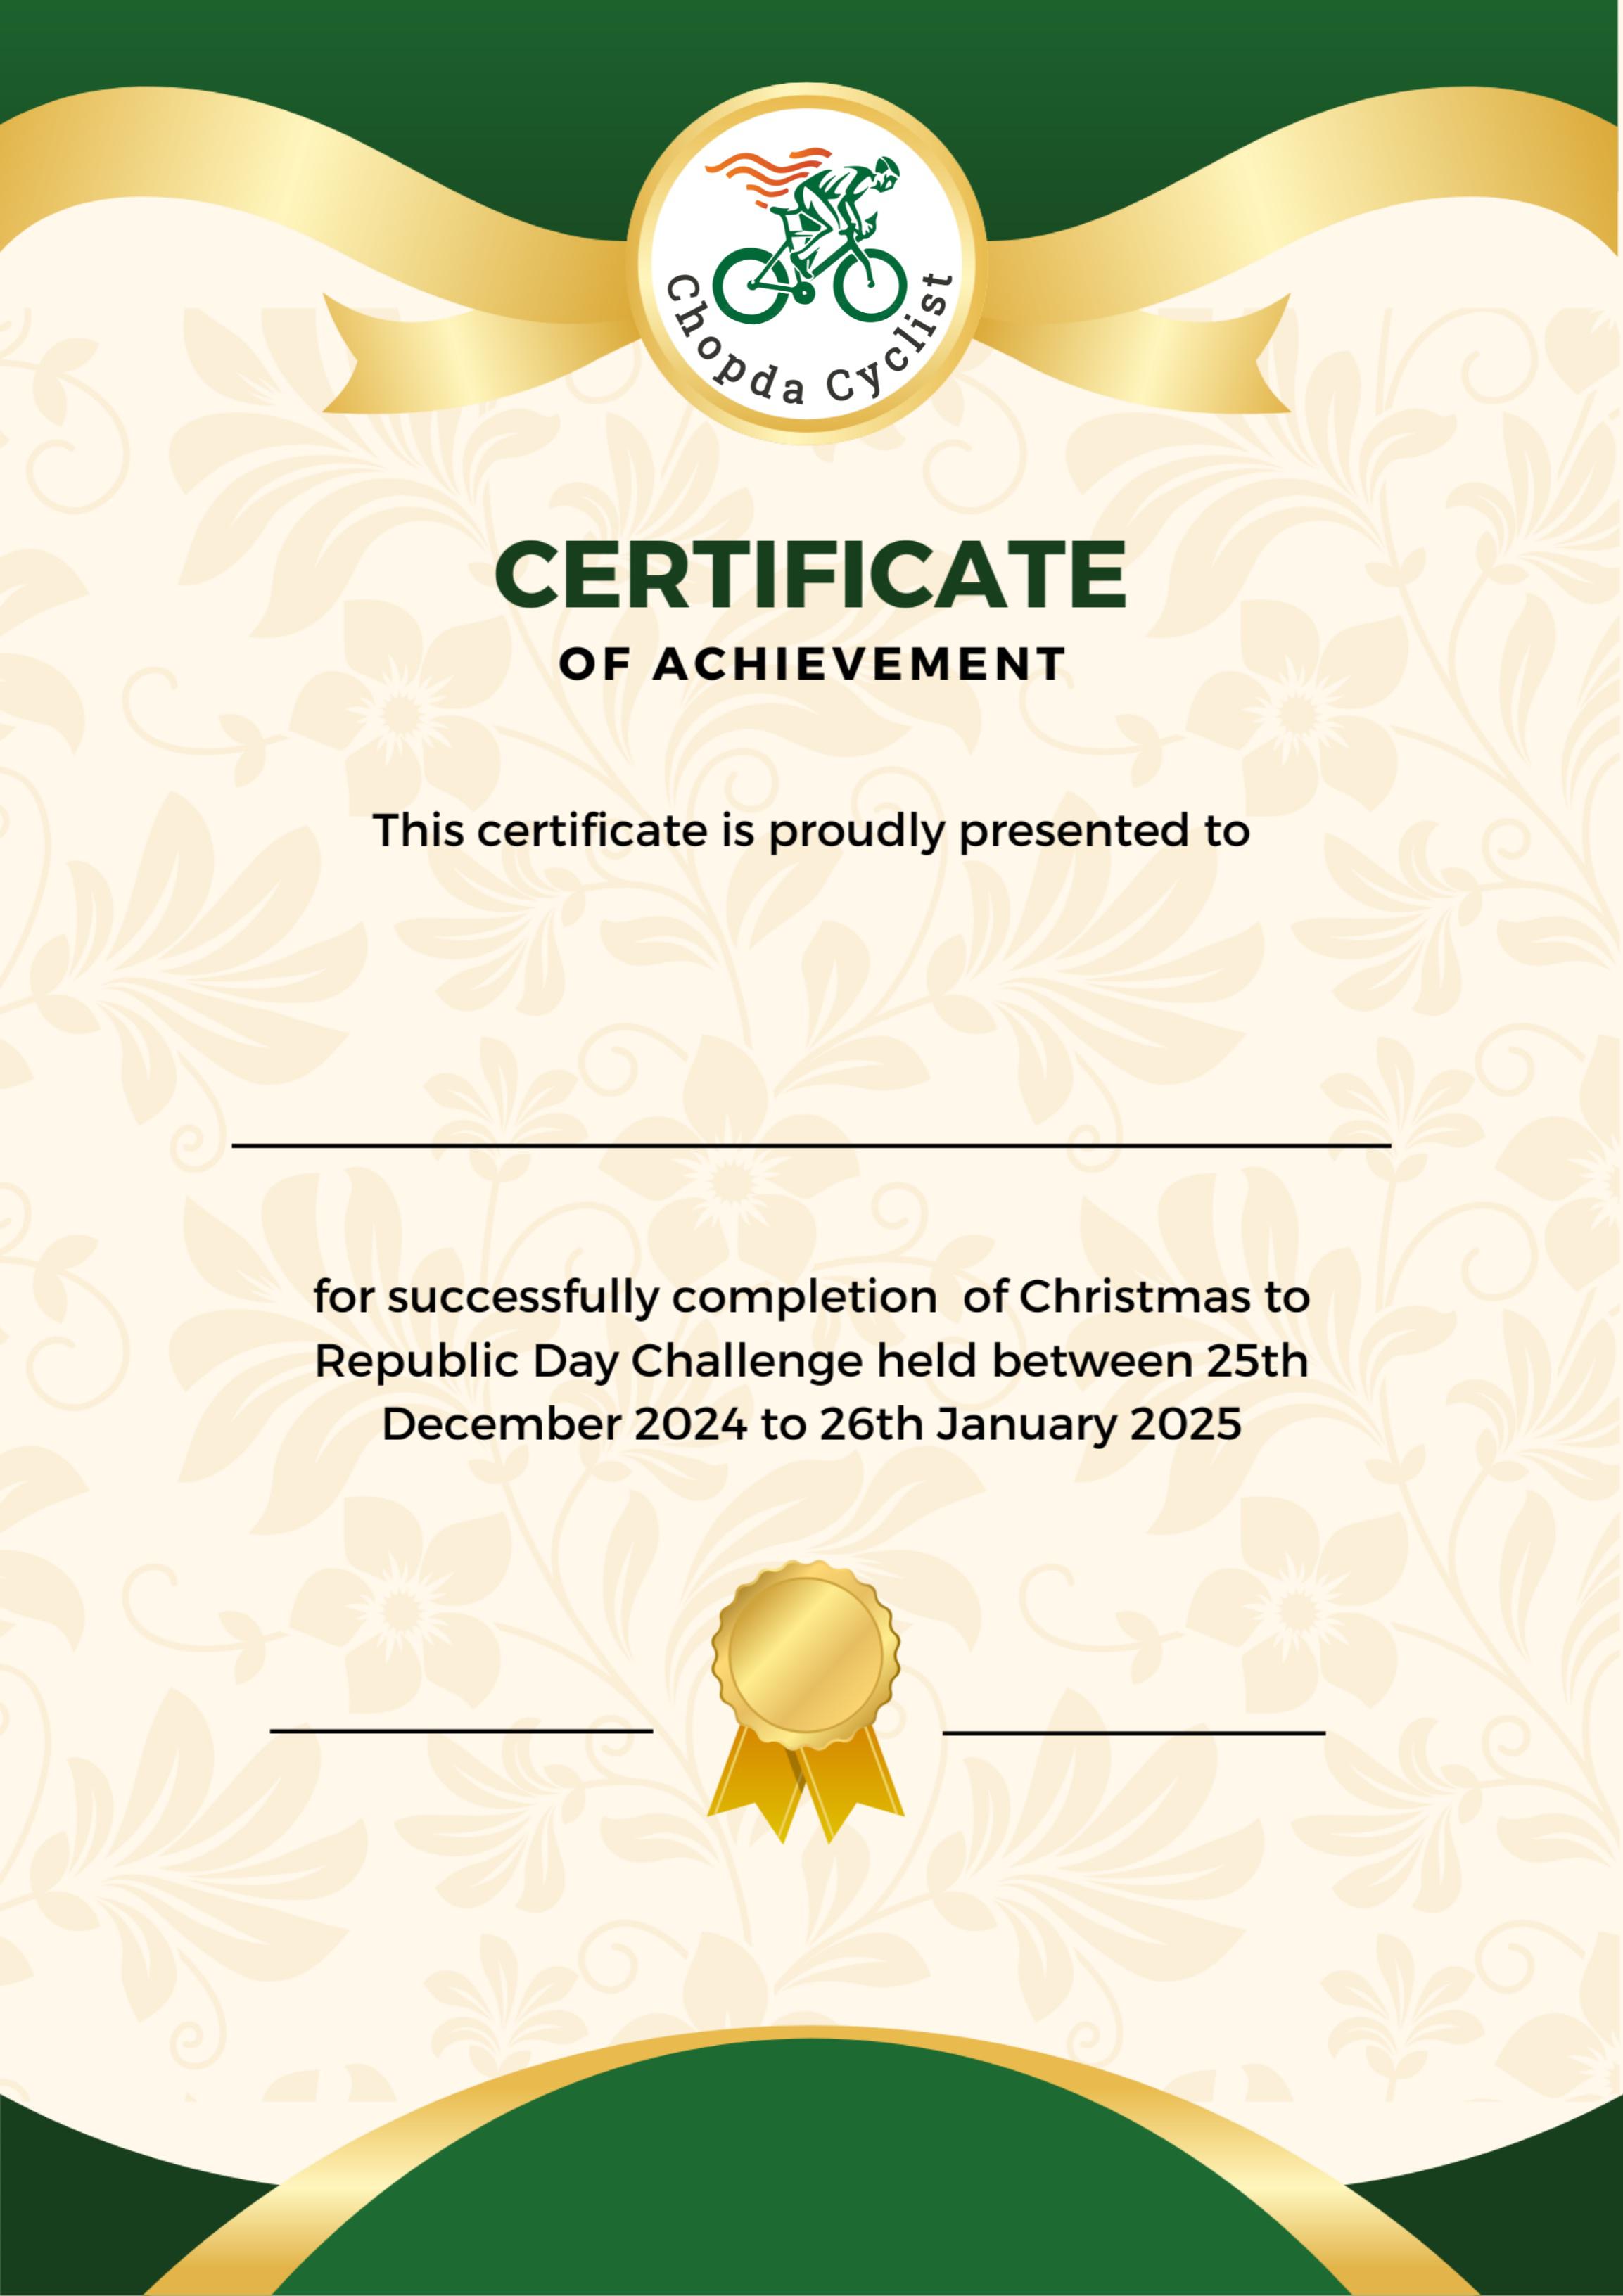 Chopda Cyclist
CERTIFICATE
OF ACHIEVEMENT
This certificate is proudly presented to
for successfully completion  of Christmas to
Republic Day Challenge held between 25th
December 2024 to 26th January 2025